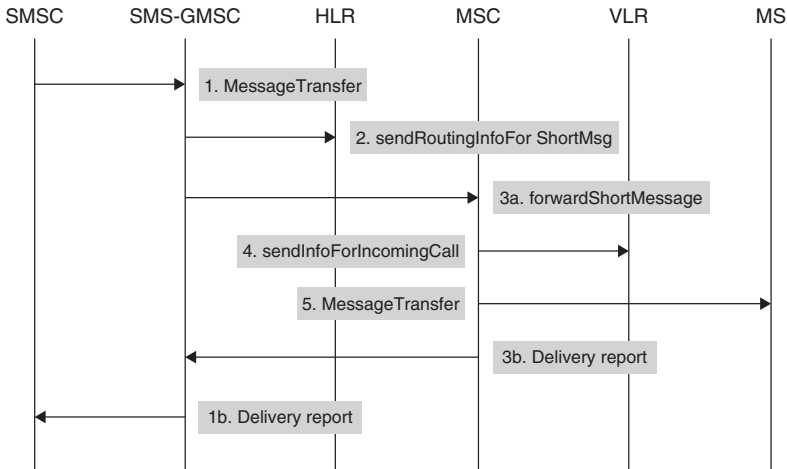 SMSC SMS-GMSC HLR MSC VLR MS
1. MessageTransfer
2. sendRoutingInfoFor ShortMsg
3a. forwardShortMessage
4. sendInfoForIncomingCall
5. MessageTransfer
3b. Delivery report
1b. Delivery report